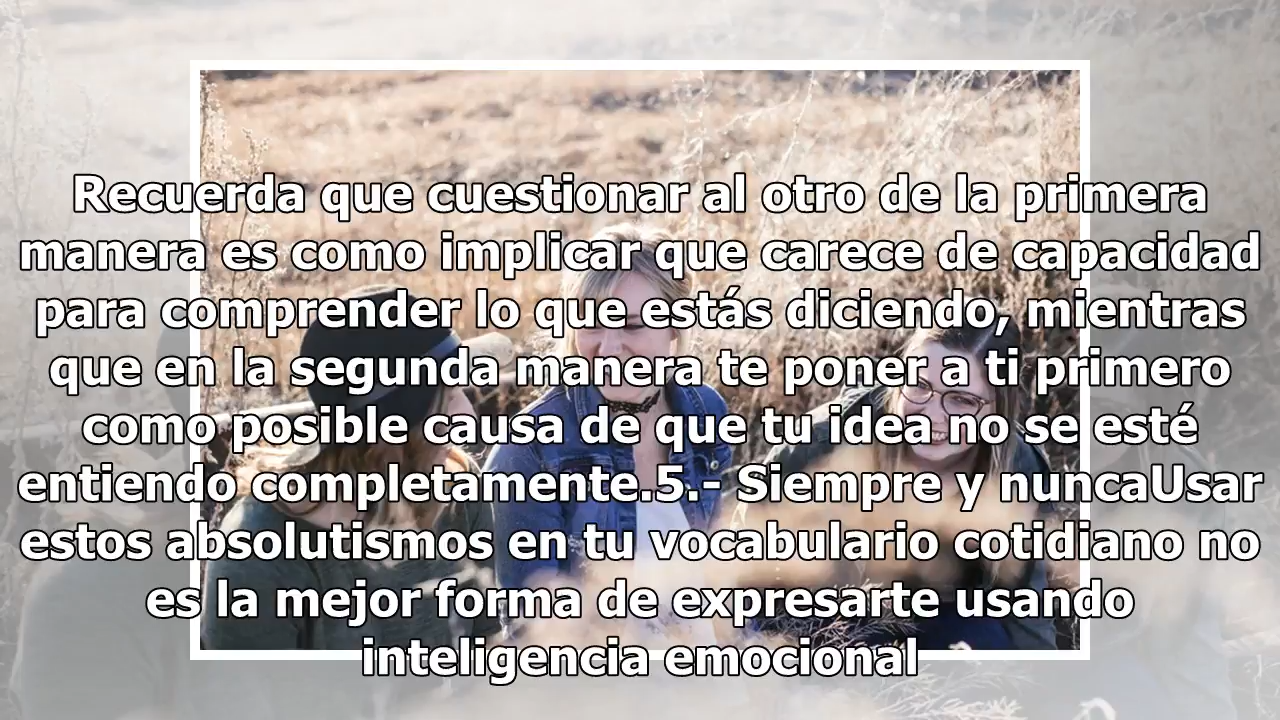 Recuerda que cuestionar al otro de la primera
manera es como implicar que carece de capacidad
para comprender lo que estás diciendo, mientras
que en la segunda manera te poner a ti primero
como posible causa de que tu idea no se esté
entiendo completamente.5.- Siempre y nuncaUsar
estos absolutismos en tu vocabulario cotidiano no
es la mejor forma de expresarte usando
inteligencia emocional